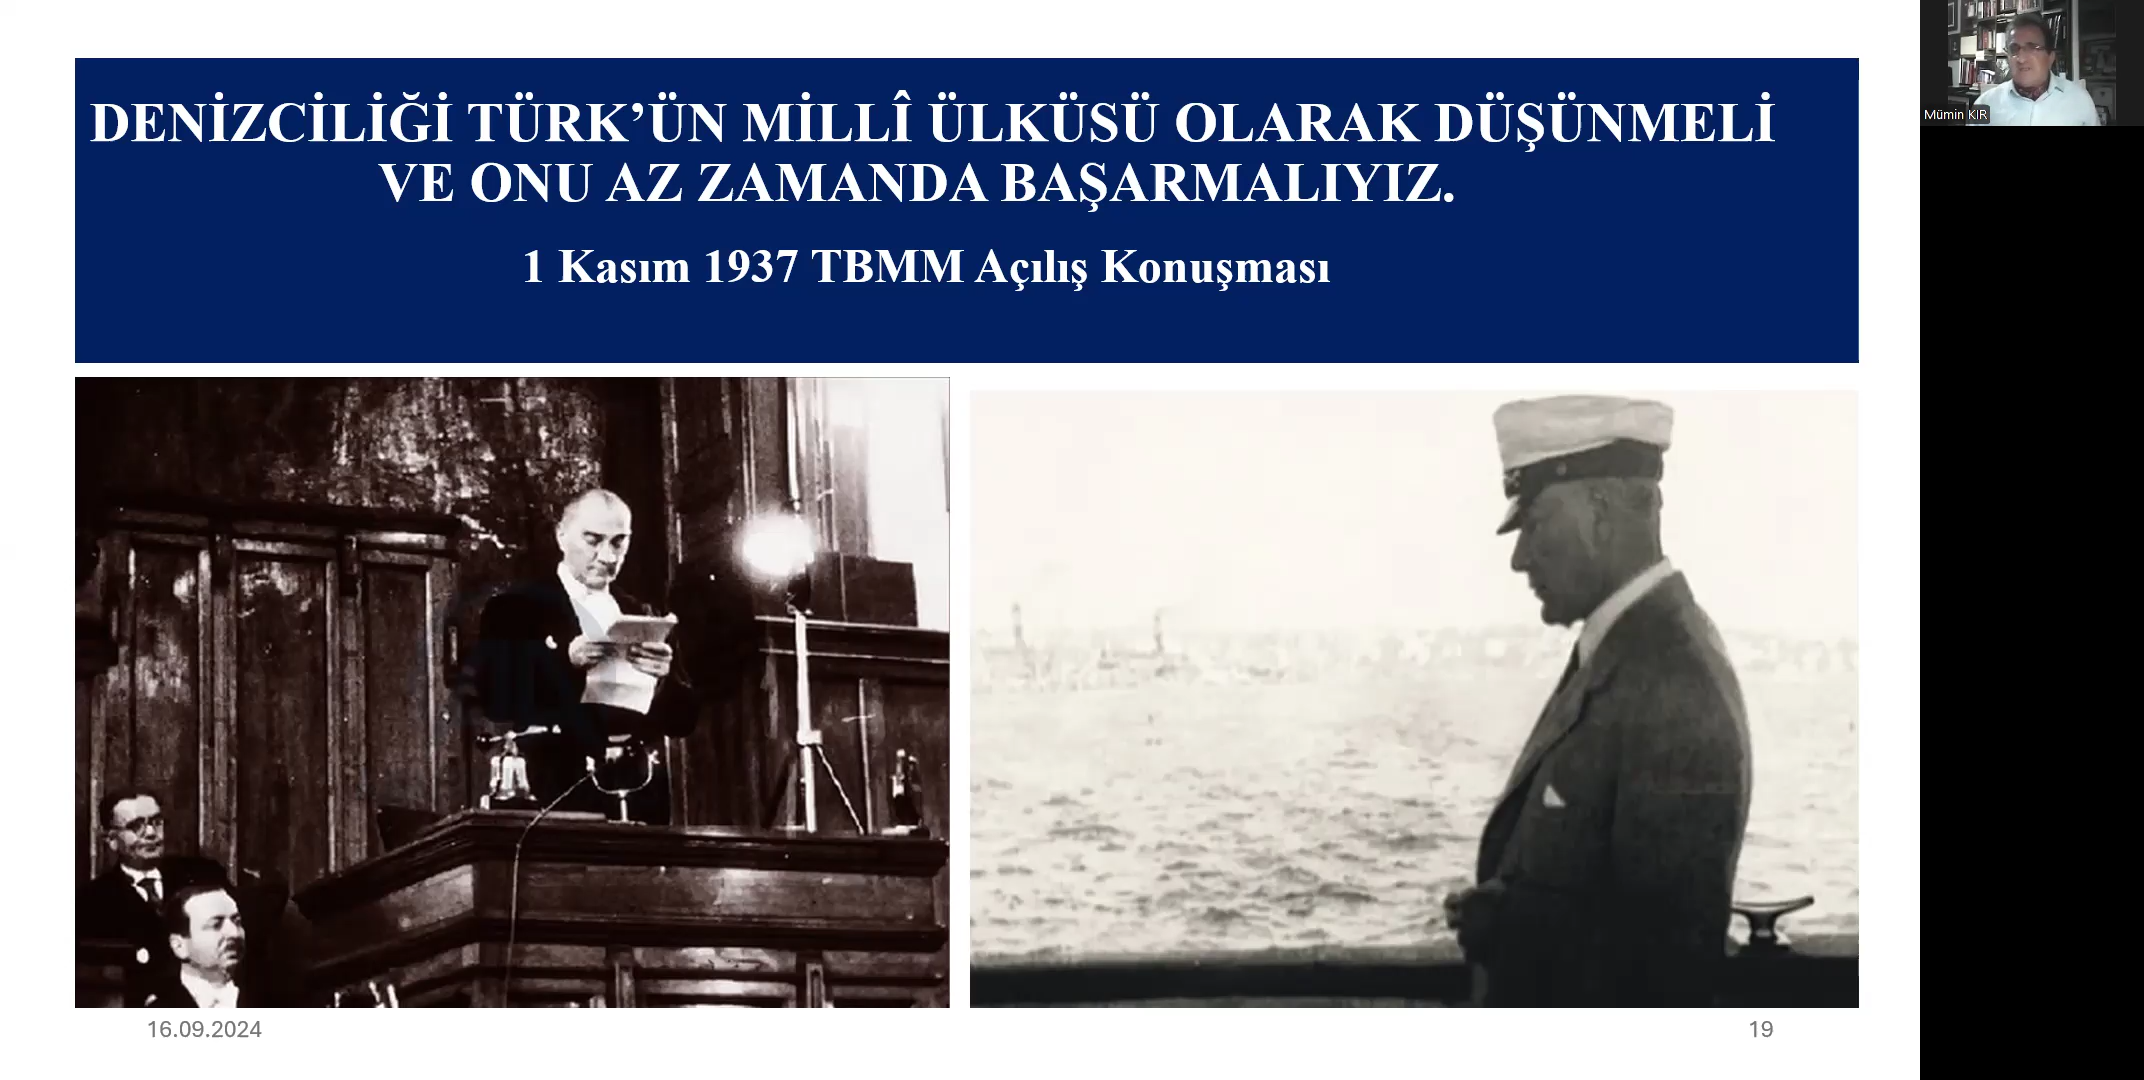 DENİZCİLİĞİ TÜRK’ÜN MİLLÎ ÜLKÜSÜ OLARAK DÜŞÜNMELİ
VE ONU AZ ZAMANDA BAŞARMALIYIZ.
1 Kasım 1937 TBMM Açılış Konuşması
16.09.2024
19
Mümin KIR